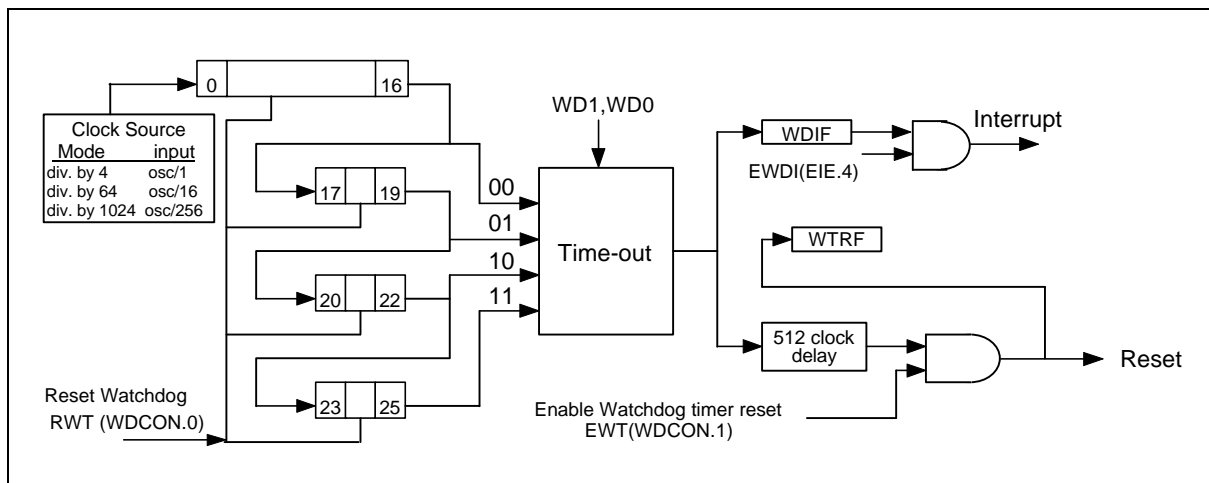 0 16
Clock Source
Mode input
div. by 4 osc/1
div. by 64 osc/16
div. by 1024 osc/256
17 19
20 22
23 25
Reset Watchdog
RWT (WDCON.0)
WD1,WD0
00
01
10
11
Time-out
WDIF
EWDI(EIE.4)
Interrupt
WTRF
512 clock
delay
Enable Watchdog timer reset
EWT(WDCON.1)
Reset